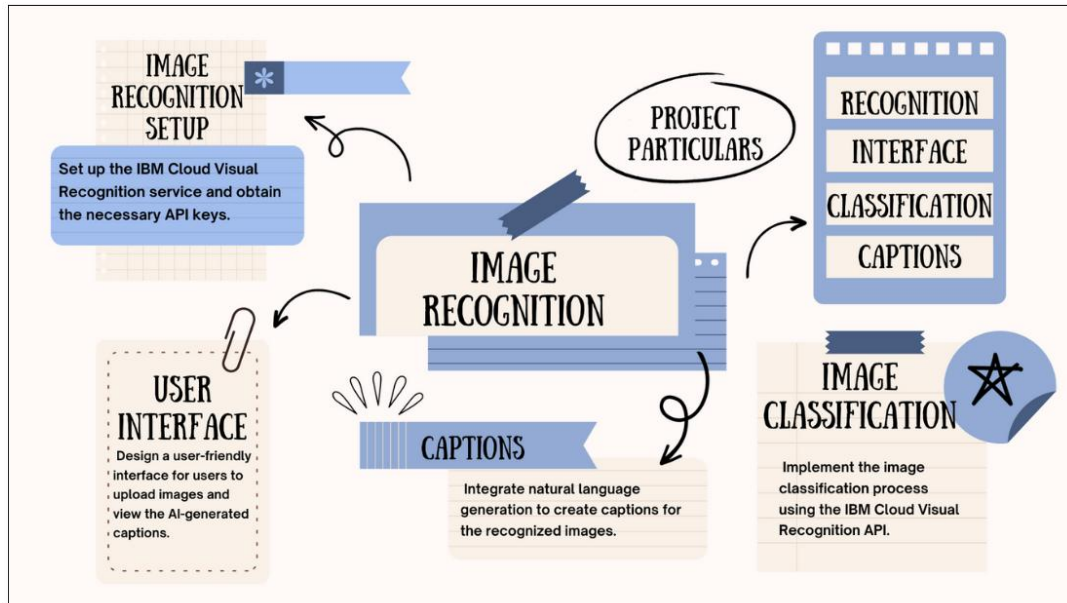 IMAGE
RECOGNITION
SETUP
Set up the IBM Cloud Visual
Recognition service and obtain
the necessary API keys.
PROJECT
PARTICULARS
RECOGNITION
INTERFACE
CLASSIFICATION
CAPTIONS
IMAGE
RECOGNITION
USER
INTERFACE
Design a user-friendly
interface for users to
upload images and
view the AI-generated
captions.
CAPTIONS
Integrate natural language
generation to create captions for
the recognized images.
IMAGE
CLASSIFICATION
Implement the image
classification process
using the IBM Cloud Visual
Recognition API.